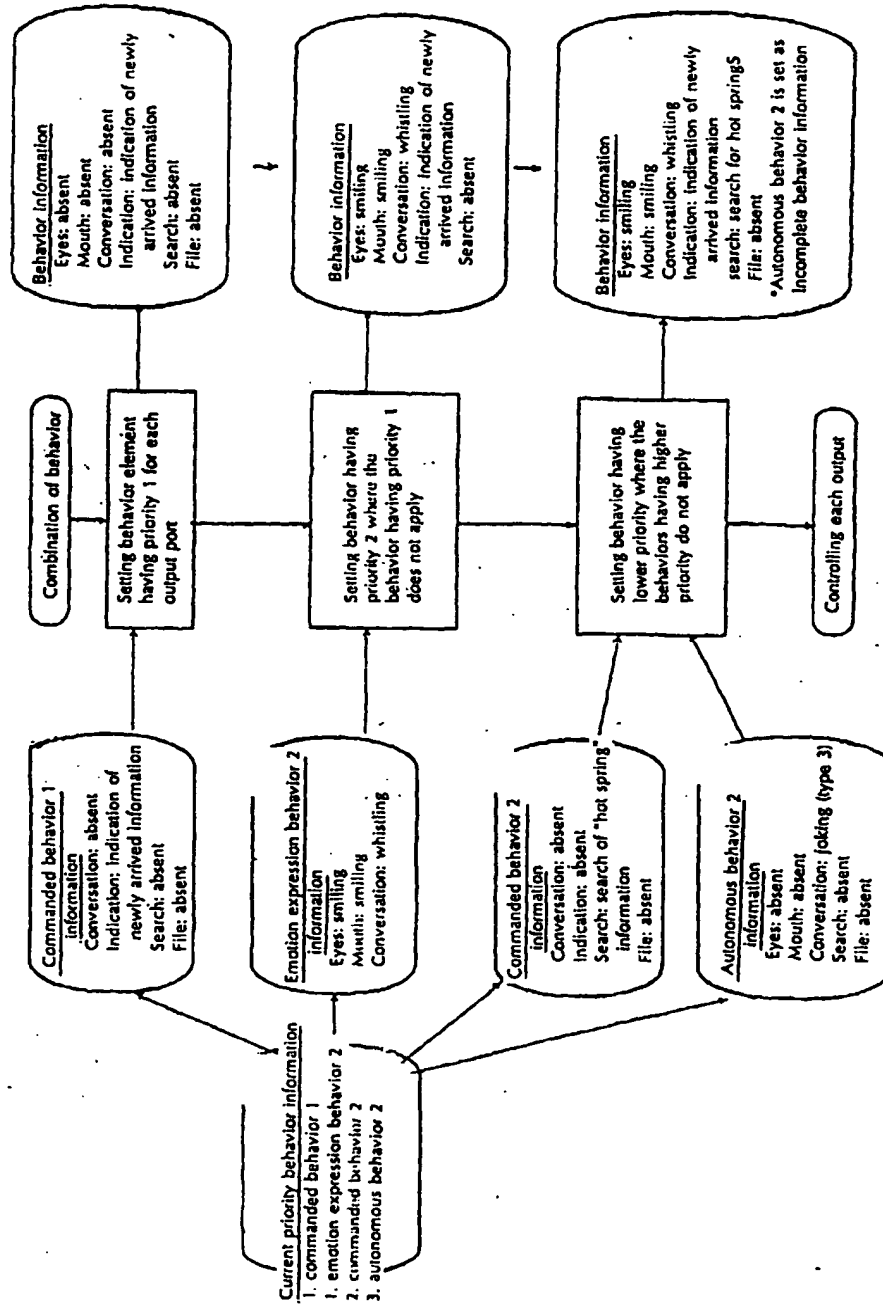 Combination of behavior
Setting behavior element
having priority 1 for each
output port
Setting behavior having
priority 2 where the
behavior having priority 1
does not apply
Setting behavior having
lower priority where the
behaviors having higher
priority do not apply
Controlling each output
Current priority behavior information
1. commanded behavior 1
1. emotion expression behavior 2
2. commanded behavior 2
3. autonomous behavior 2
Commanded behavior 1
information
Conversation: absent
Indication: Indication of
newly arrived information
Search: absent
File: absent
Emotion expression behavior 2
information
Eyes: smiling
Mouth: smiling
Conversation: whistling
Commanded behavior 2
information
Conversation: absent
Indication: absent
Search: search of "hot spring"
information
File: absent
Autonomous behavior 2
information
Eyes: absent
Mouth: absent
Conversation: joking (type 3)
Search: absent
File: absent
Behavior information
Eyes: absent
Mouth: absent
Conversation: absent
Indication: Indication of newly
arrived information
Search: absent
File: absent
Behavior information
Eyes: smiling
Mouth: smiling
Conversation: whistling
Indication: Indication of newly
arrived information
Search: absent
Behavior information
Eyes: smiling
Mouth: smiling
Conversation: whistling
Indication: Indication of newly
arrived information
search: search for hot springS
File: absent
*Autonomous behavior 2 is set as
Incomplete behavior information